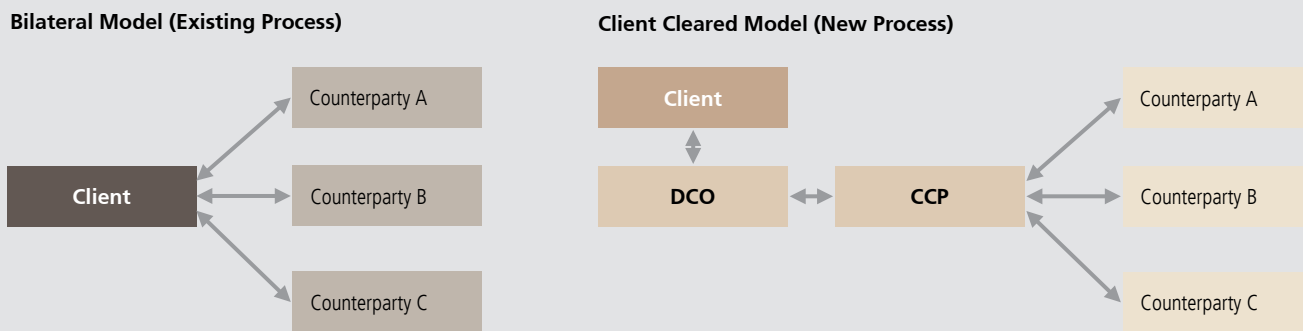 Bilateral Model (Existing Process)
Client
Counterparty A
Counterparty B
Counterparty C
Client Cleared Model (New Process)
Client
DCO
CCP
Counterparty A
Counterparty B
Counterparty C